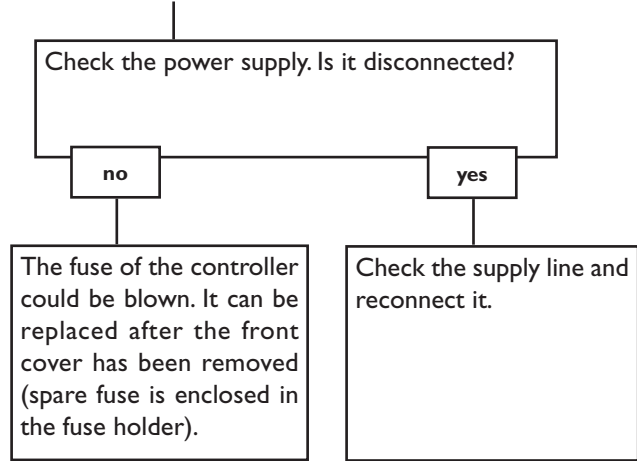 Check the power supply. Is it disconnected?
no
yes
The fuse of the controller
could be blown. It can be
replaced after the front
cover has been removed
(spare fuse is enclosed in
the fuse holder).
Check the supply line and
reconnect it.